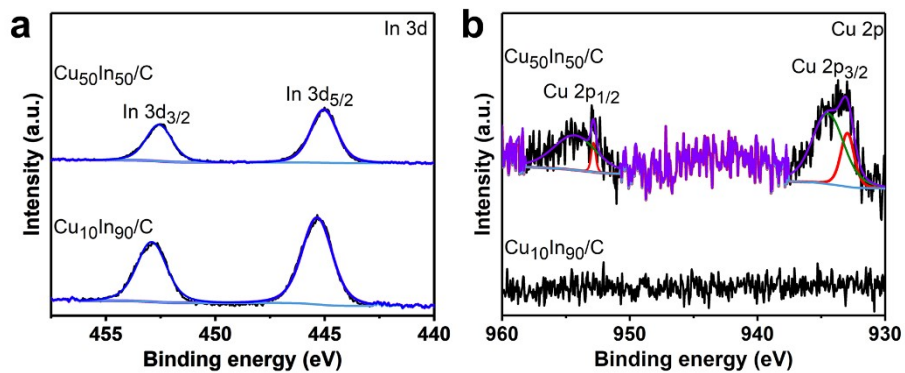 a
In 3d
Cu50In50/C
In 3d3/2
In 3d5/2
Cu10In90/C
Intensity (a.u.)
455
450
445
440
Binding energy (eV)
b
Cu 2p
Cu50In50/C
Cu 2p1/2
Cu 2p3/2
Cu10In90/C
Intensity (a.u.)
960
950
940
930
Binding energy (eV)